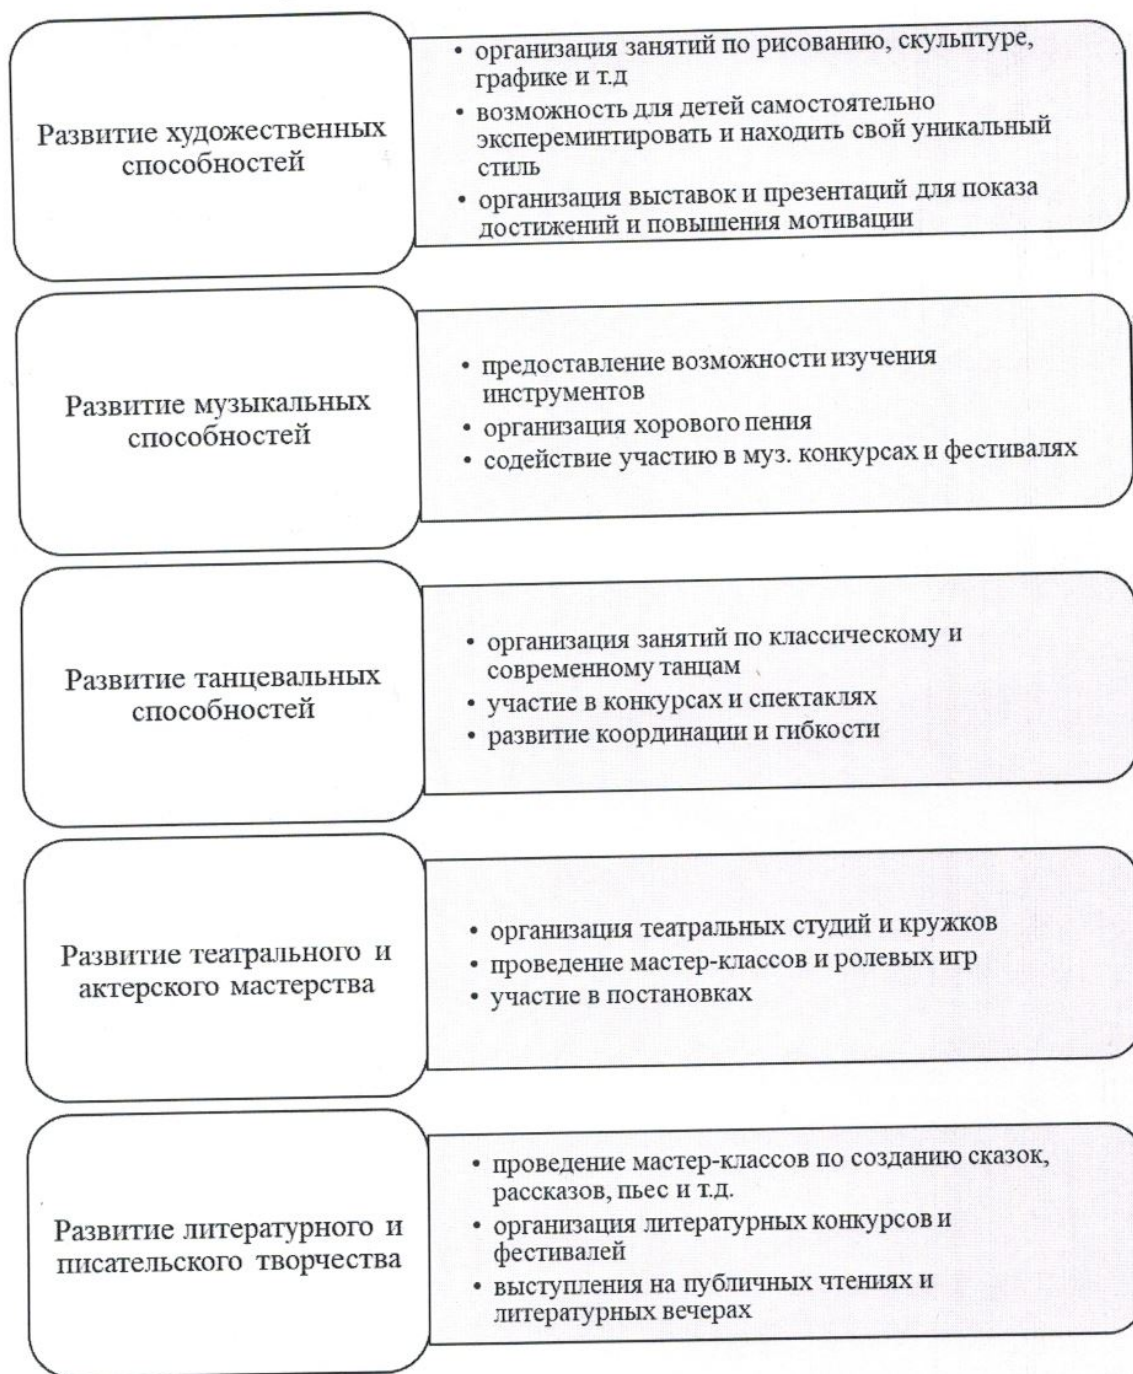 Развитие художественных
способностей
• организация занятий по рисованию, скульптуре,
графике и т.д
• возможность для детей самостоятельно
экспереминтировать и находить свой уникальный
стиль
• организация выставок и презентаций для показа
достижений и повышения мотивации
Развитие музыкальных
способностей
• предоставление возможности изучения
инструментов
• организация хорового пения
• содействие участию в муз. конкурсах и фестивалях
Развитие танцевальных
способностей
• организация занятий по классическому и
современному танцам
• участие в конкурсах и спектаклях
• развитие координации и гибкости
Развитие театрального и
актерского мастерства
• организация театральных студий и кружков
• проведение мастер-классов и ролевых игр
• участие в постановках
Развитие литературного и
писательского творчества
• проведение мастер-классов по созданию сказок,
рассказов, пьес и т.д.
• организация литературных конкурсов и
фестивалей
• выступления на публичных чтениях и
литературных вечерах